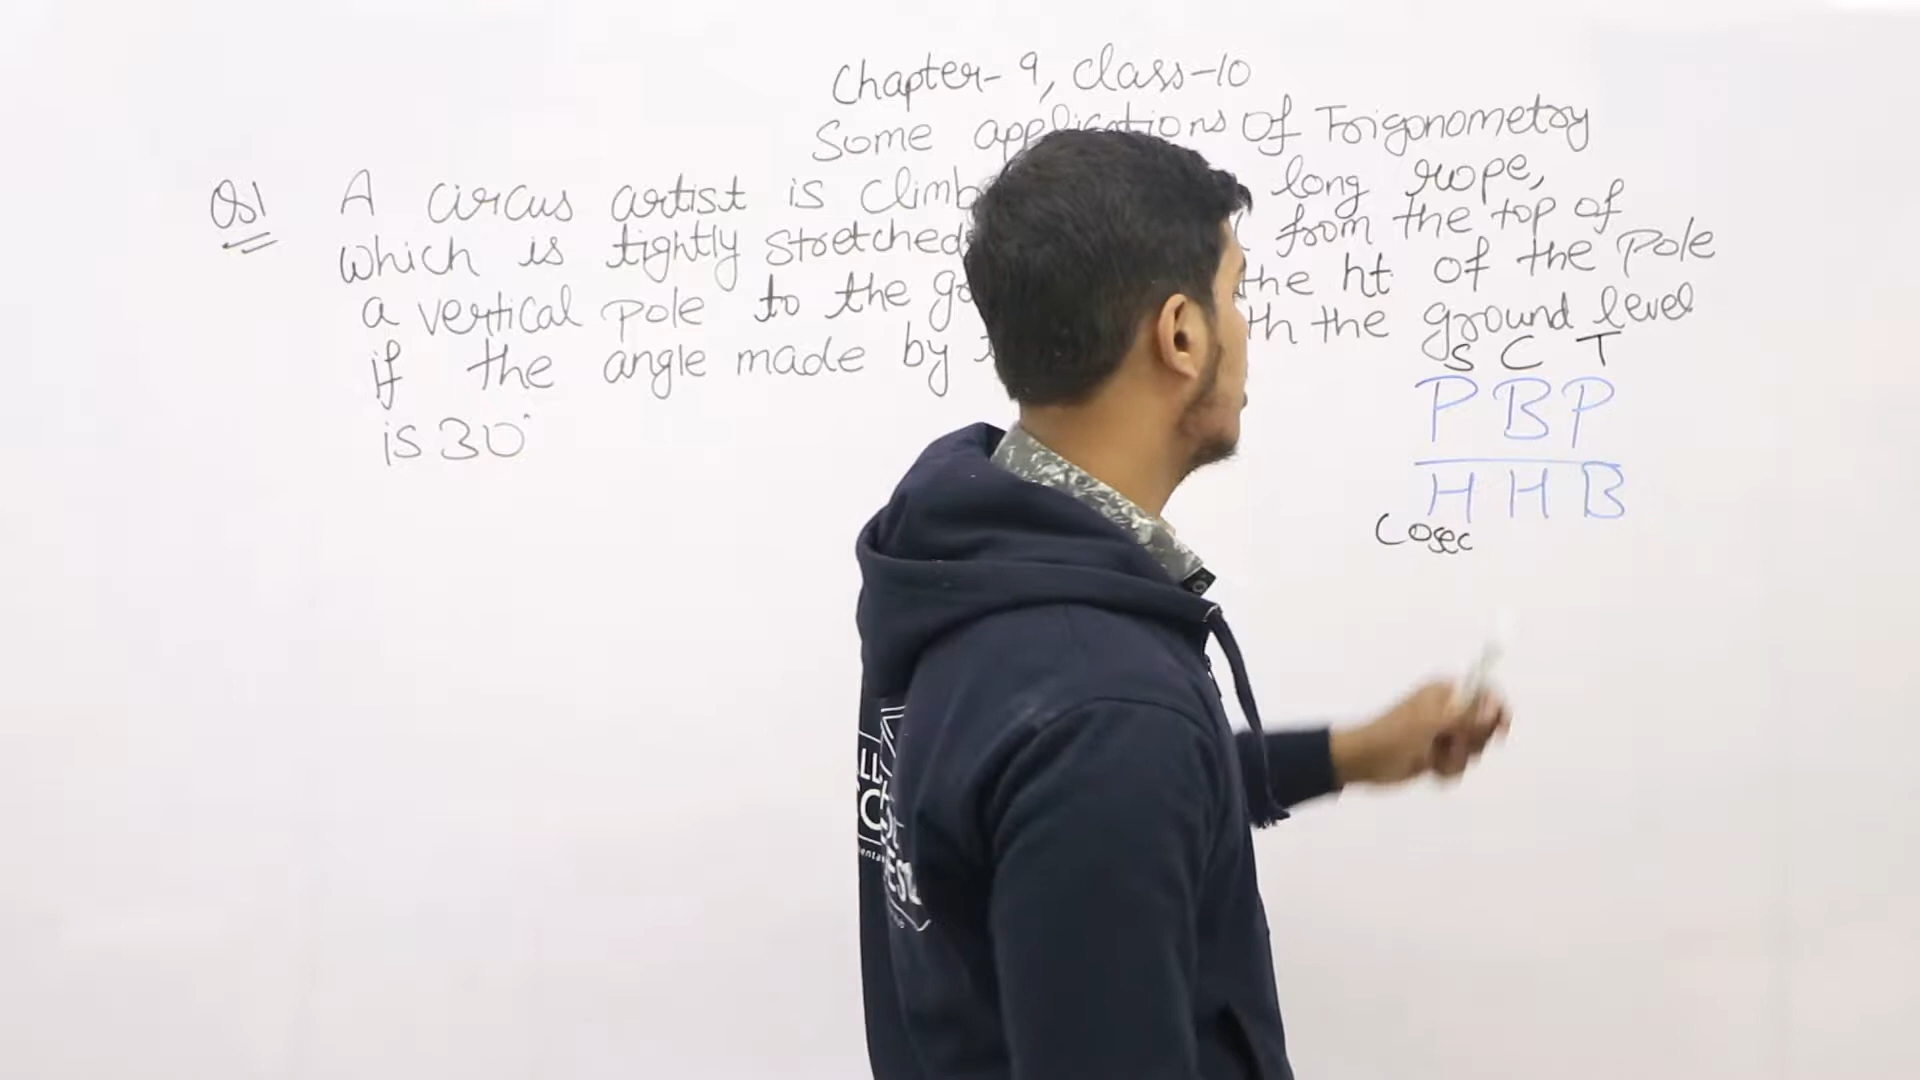 Chapter-9, Class-10
Some applications of Trigonometry
Qs1 A circus artist is climb long rope,
which is tightly stretched from the top of
a vertical pole to the the ht of the pole
if the angle made by the ground level
is 30°
S C T
P B P
H H B
Cosec